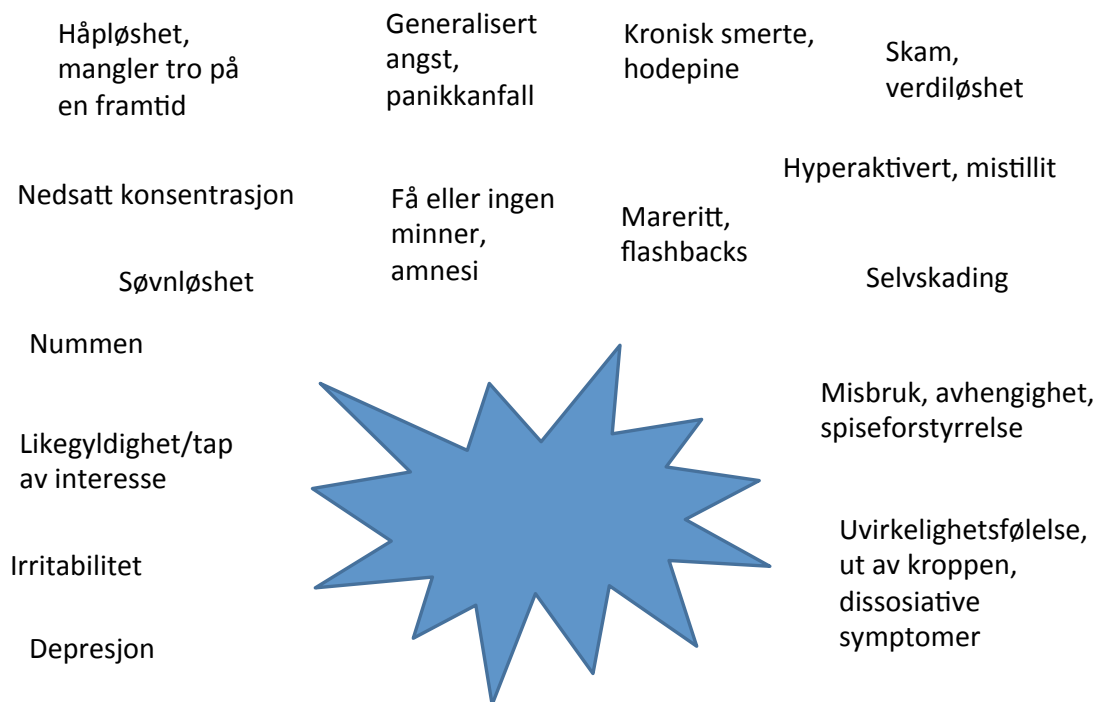 Håpløshet,
mangler tro på
en framtid
Generalisert
angst,
panikkanfall
Kronisk smerte,
hodepine
Skam,
verdiløshet
Hyperaktivert, mistillit
Nedsatt konsentrasjon
Få eller ingen
minner,
amnesi
Mareritt,
flashbacks
Søvnløshet
Selvskading
Nummen
Misbruk, avhengighet,
spiseforstyrrelse
Likegyldighet/tap
av interesse
Uvirkelighetsfølelse,
ut av kroppen,
dissosiative
symptomer
Irritabilitet
Depresjon